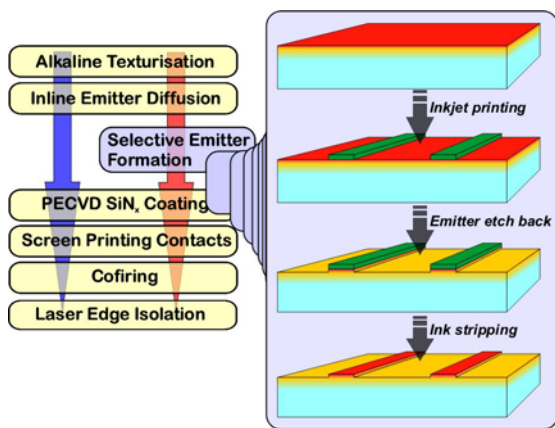 Alkaline Texturisation
Inline Emitter Diffusion
Selective Emitter
Formation
PECVD SiNx Coating
Screen Printing Contacts
Cofiring
Laser Edge Isolation
Inkjet printing
Emitter etch back
Ink stripping